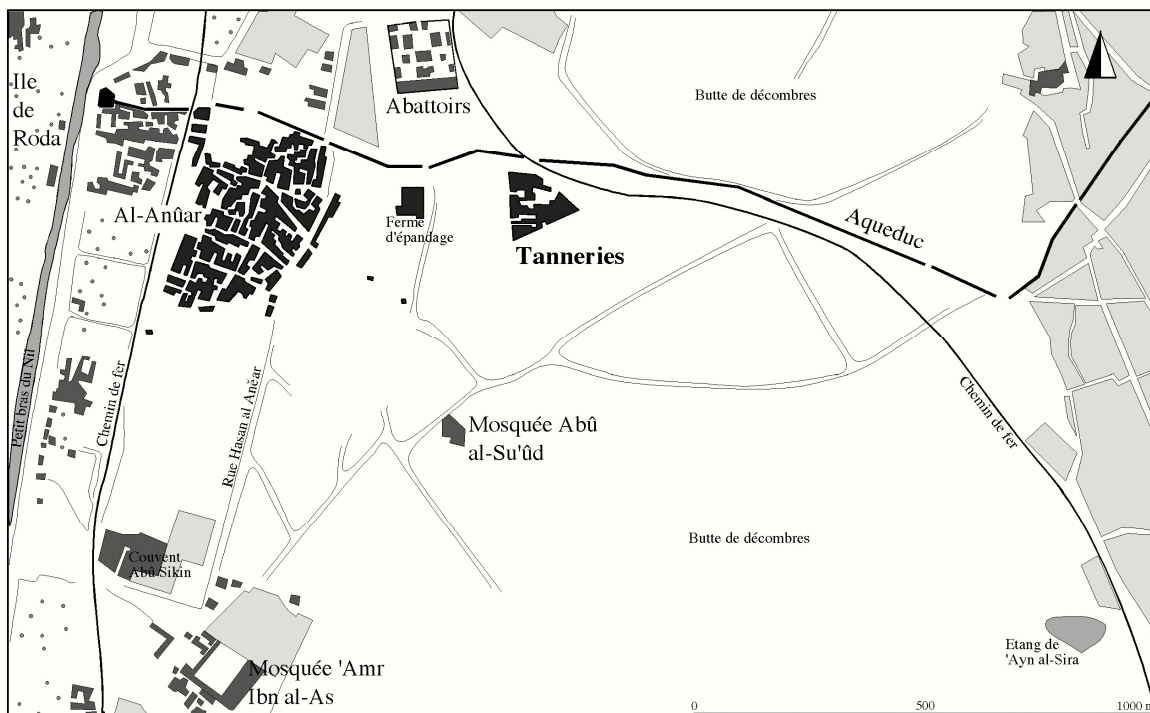 Ile
de
Roda
Abattoirs
Butte de décombres
Al-Anûar
Ferme
d'épandage
Tanneries
Aqueduc
Petit bras du Nil
Chemin de fer
Rue Hasan al Aněar
Chemin de fer
Mosquée Abû
al-Su'ûd
Butte de décombres
Couvent
Abû Sikin
Etang de
'Ayn al-Sira
Mosquée 'Amr
Ibn al-As
0 500 1000 m